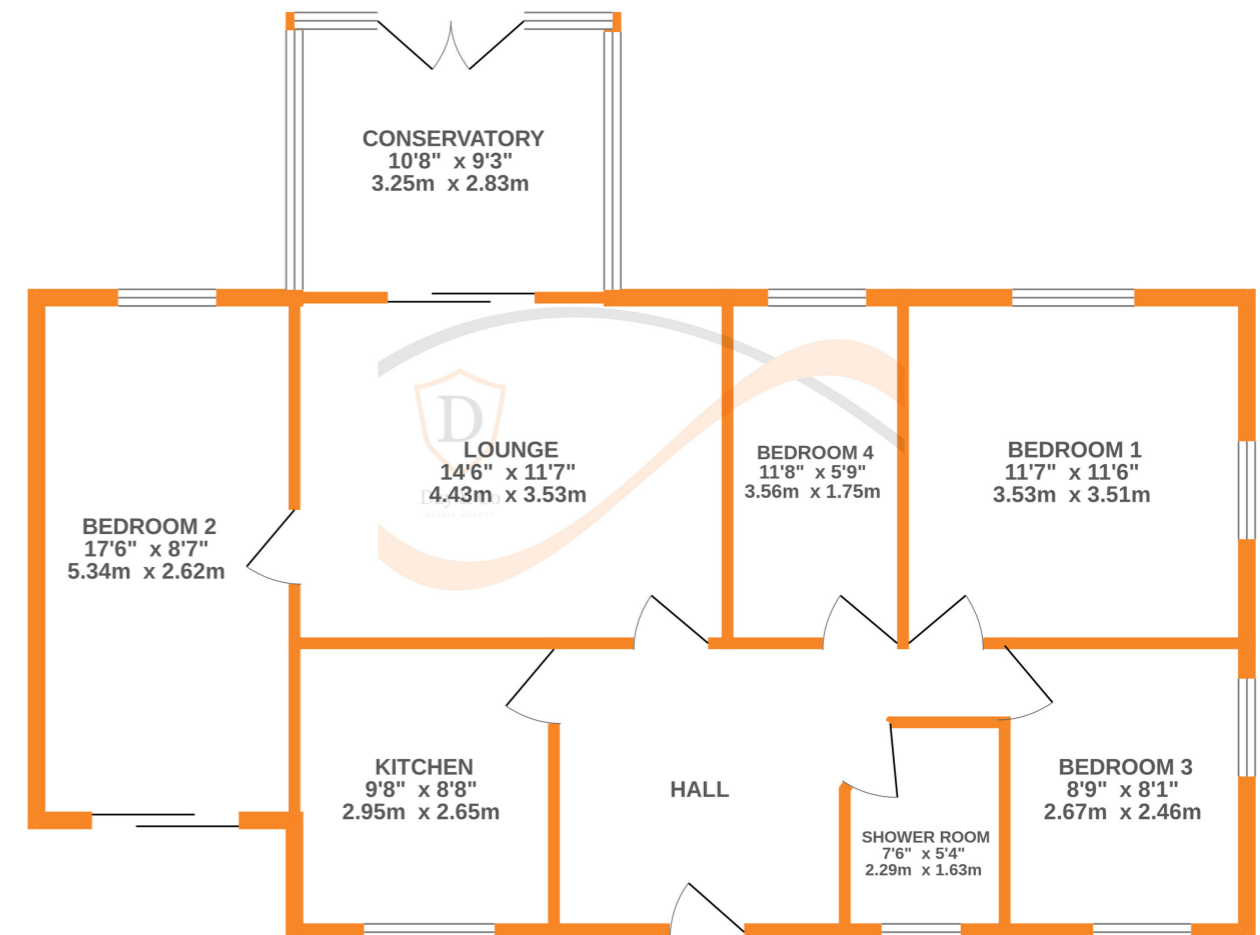 CONSERVATORY
10'8" x 9'3"
3.25m x 2.83m
LOUNGE
14'6" x 11'7"
4.43m x 3.53m
D
BEDROOM 4
11'8" x 5'9"
3.56m x 1.75m
BEDROOM 1
11'7" x 11'6"
3.53m x 3.51m
BEDROOM 2
17'6" x 8'7"
5.34m x 2.62m
KITCHEN
9'8" x 8'8"
2.95m x 2.65m
HALL
SHOWER ROOM
7'6" x 5'4"
2.29m x 1.63m
BEDROOM 3
8'9" x 8'1"
2.67m x 2.46m